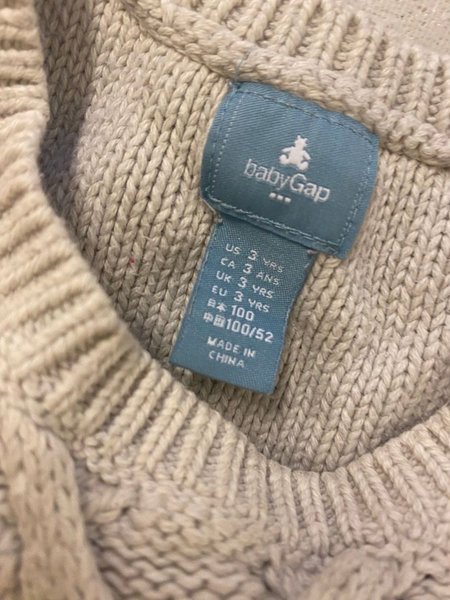 babyGap
US 3 YRS
CA 3 ANS
UK 3 YRS
EU 3 YRS
日本 100
中国 100/52
MADE IN
CHINA